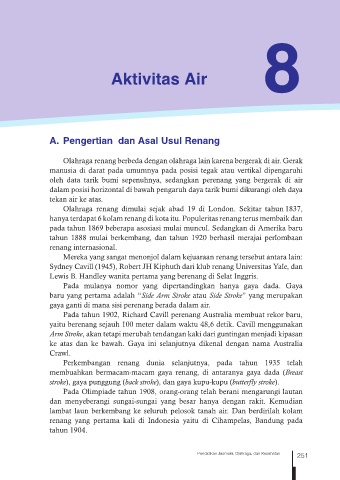 Aktivitas Air
8
A. Pengertian dan Asal Usul Renang
Olahraga renang berbeda dengan olahraga lain karena bergerak di air. Gerak
manusia di darat pada umumnya pada posisi tegak atau vertikal dipengaruhi
oleh data tarik bumi sepenuhnya, sedangkan perenang yang bergerak di air
dalam posisi horizontal di bawah pengaruh daya tarik bumi dikurangi oleh daya
tekan air ke atas.
Olahraga renang dimulai sejak abad 19 di London. Sekitar tahun 1837,
hanya terdapat 6 kolam renang di kota itu. Populeritas renang terus membaik dan
pada tahun 1869 beberapa asosiasi mulai muncul. Sedangkan di Amerika baru
tahun 1888 mulai berkembang, dan tahun 1920 berhasil merajai perlombaan
renang internasional.
Mereka yang sangat menonjol dalam kejuaraan renang tersebut antara lain:
Sydney Cavill (1945), Robert JH Kiphuth dari klub renang Universitas Yale, dan
Lewis B. Handley wanita pertama yang berenang di Selat Inggris.
Pada mulanya nomor yang dipertandingkan hanya gaya dada. Gaya
baru yang pertama adalah “Side Arm Stroke atau Side Stroke” yang merupakan
gaya ganti di mana sisi perenang berada dalam air.
Pada tahun 1902, Richard Cavill perenang Australia membuat rekor baru,
yaitu berenang sejauh 100 meter dalam waktu 48,6 detik. Cavill menggunakan
Arm Stroke, akan tetapi merubah tendangan kaki dari guntingan menjadi kipasan
ke atas dan ke bawah. Gaya ini selanjutnya dikenal dengan nama Australia
Crawl.
Perkembangan renang dunia selanjutnya, pada tahun 1935 telah
membuahkan bermacam-macam gaya renang, di antaranya gaya dada (Breast
stroke), gaya punggung (back stroke), dan gaya kupu-kupu (butterfly stroke).
Pada Olimpiade tahun 1908, orang-orang telah berani mengarungi lautan
dan menyeberangi sungai-sungai yang besar hanya dengan rakit. Kemudian
lambat laun berkembang ke seluruh pelosok tanah air. Dan berdirilah kolam
renang yang pertama kali di Indonesia yaitu di Cihampelas, Bandung pada
tahun 1904.
Pendidikan Jasmani, Olahraga, dan Kesehatan
251